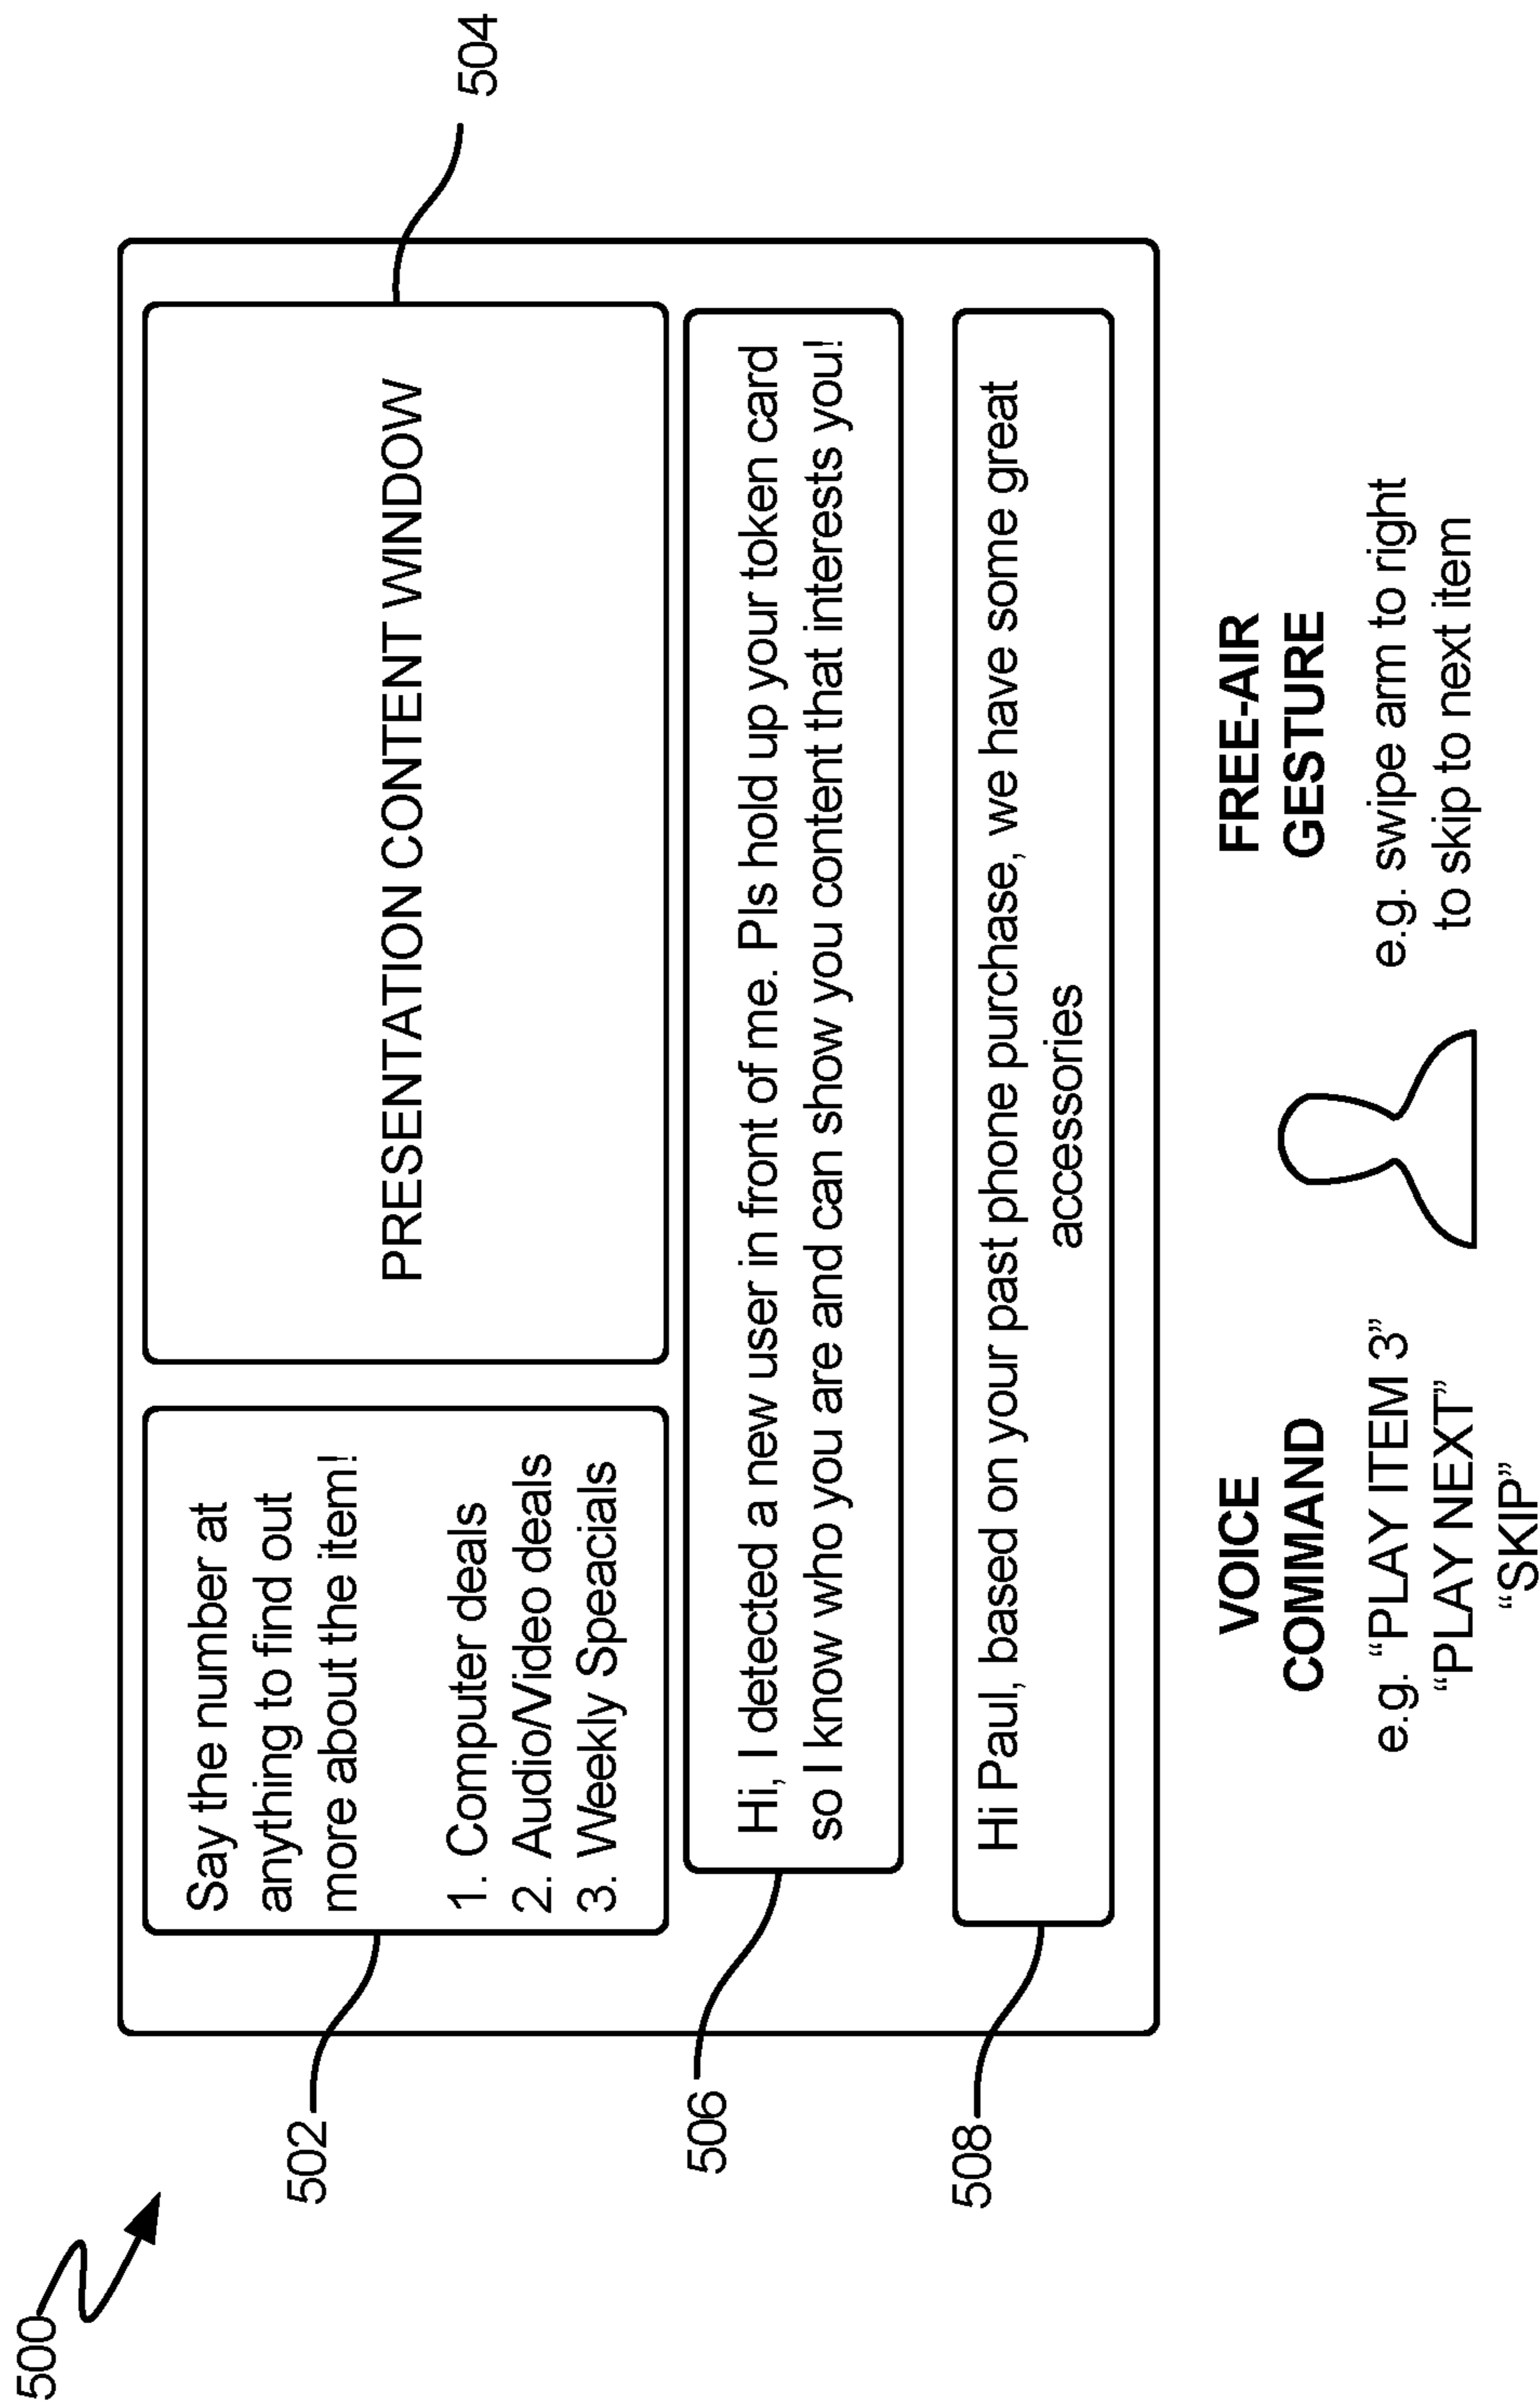 500
502
Say the number at
anything to find out
more about the item!
1. Computer deals
2. Audio/Video deals
3. Weekly Speacials
PRESENTATION CONTENT WINDOW
504
506
Hi, I detected a new user in front of me. Pls hold up your token card
so I know who you are and can show you content that interests you!
508
Hi Paul, based on your past phone purchase, we have some great
accessories
VOICE
COMMAND
e.g. “PLAY ITEM 3”
“PLAY NEXT”
“SKIP”
FREE-AIR
GESTURE
e.g. swipe arm to right
to skip to next item